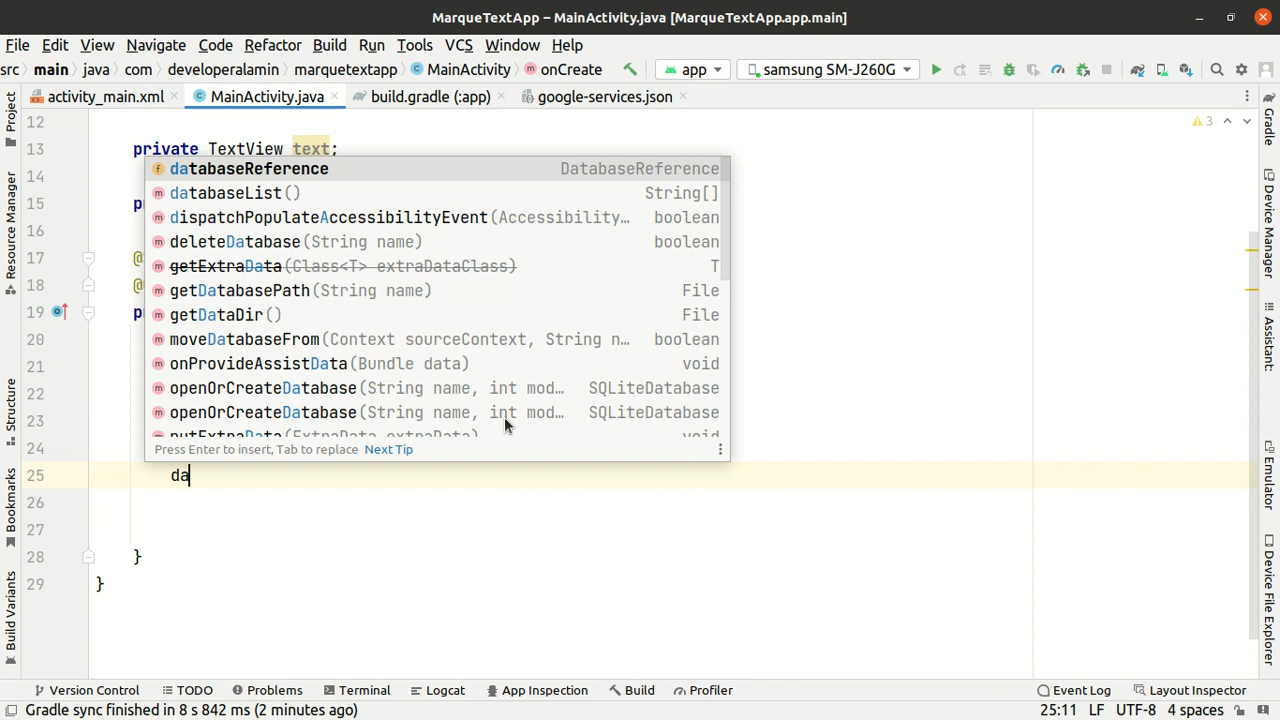 MarqueTextApp – MainActivity.java [MarqueTextApp.app.main]
File Edit View Navigate Code Refactor Build Run Tools VCS Window Help
src main java com developeralamin marquetextapp MainActivity onCreate app samsung SM-J260G
activity_main.xml MainActivity.java build.gradle (:app) google-services.json
Project
Resource Manager
Structure
Bookmarks
Build Variants
12
13 private TextView text;
14
15
16
17 @
18 @
19
20
21
22
23
24
25 da
26
27
28 }
29 }
3
databaseReference DatabaseReference
databaseList() String[]
dispatchPopulateAccessibilityEvent(Accessibility… boolean
deleteDatabase(String name) boolean
getExtraData(Class<T> extraDataClass) T
getDatabasePath(String name) File
getDataDir() File
moveDatabaseFrom(Context sourceContext, String n… boolean
onProvideAssistData(Bundle data) void
openOrCreateDatabase(String name, int mod… SQLiteDatabase
openOrCreateDatabase(String name, int mod… SQLiteDatabase
putExtraData(ExtraData extraData) void
Press Enter to insert, Tab to replace Next Tip
Gradle
Device Manager
Assistant:
Emulator
Device File Explorer
Version Control TODO Problems Terminal Logcat App Inspection Build Profiler Event Log Layout Inspector
Gradle sync finished in 8 s 842 ms (2 minutes ago) 25:11 LF UTF-8 4 spaces